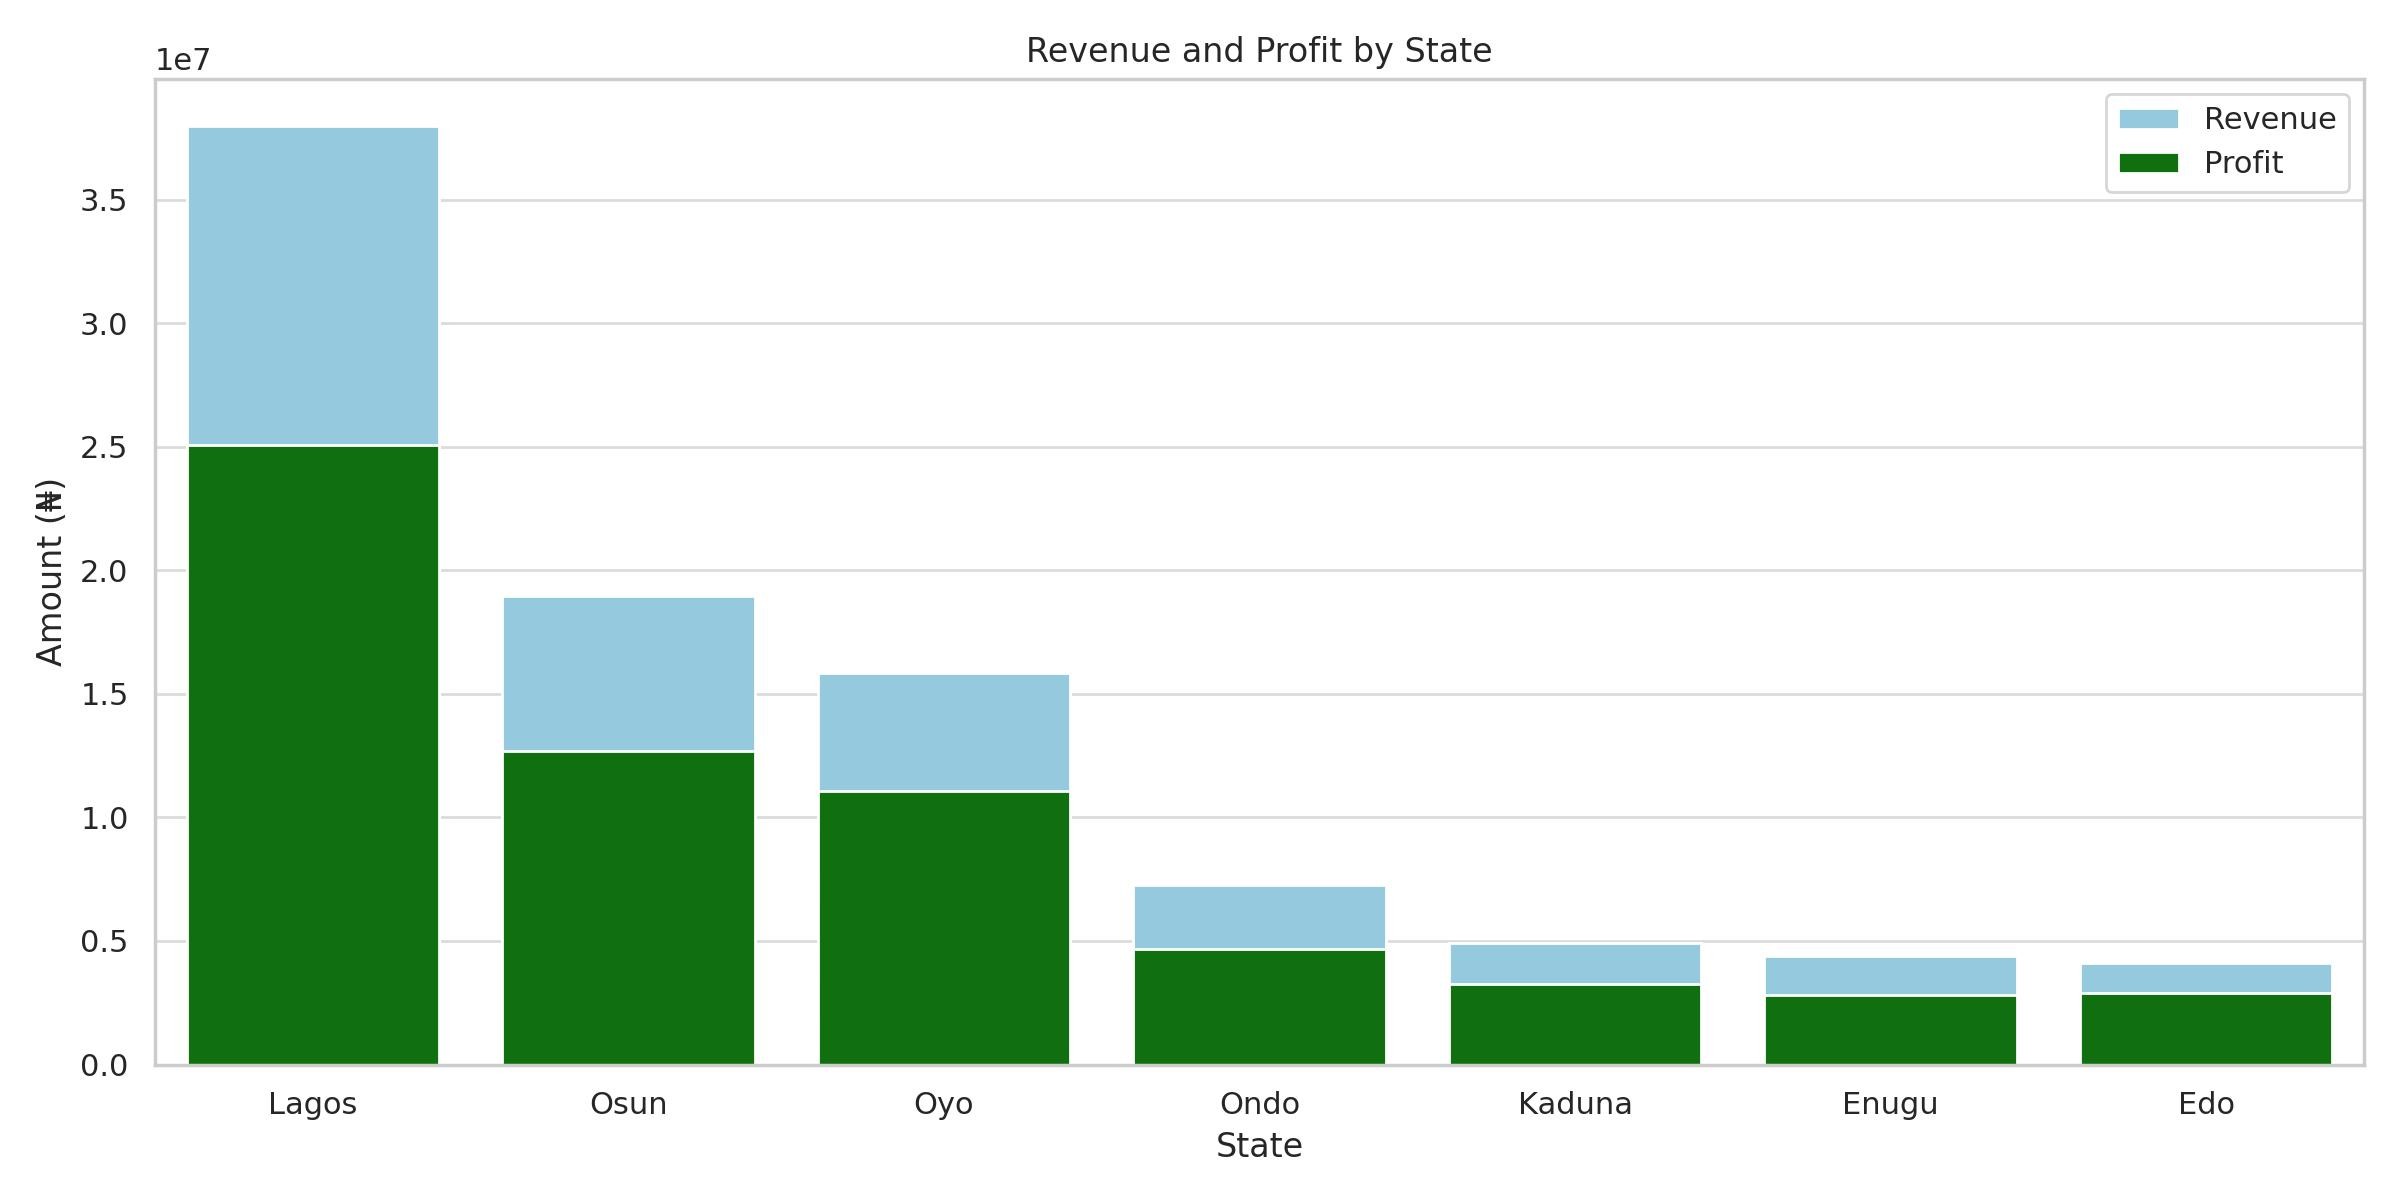 Revenue and Profit by State
1e7
Revenue
Profit
3.5
3.0
2.5
2.0
1.5
1.0
0.5
0.0
Amount (₦)
Lagos Osun Oyo Ondo Kaduna Enugu Edo
State